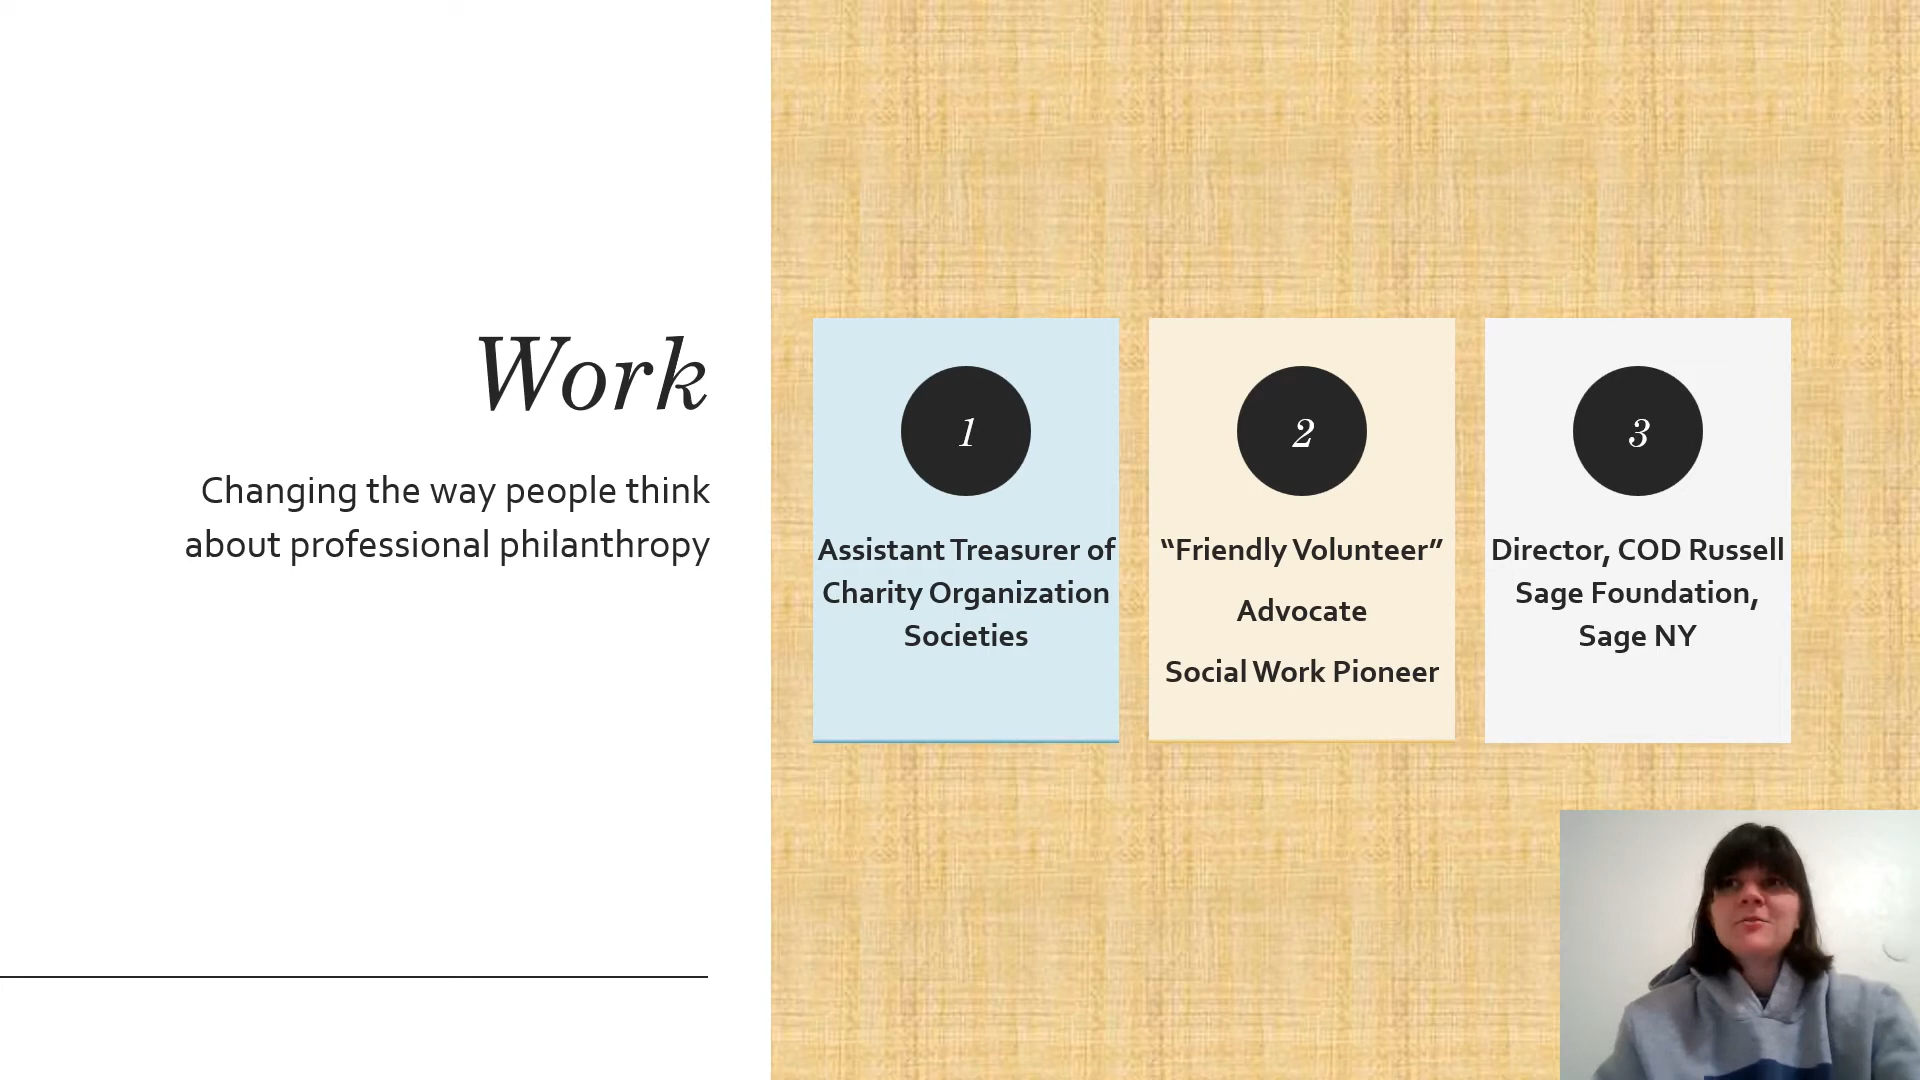 Work
Changing the way people think
about professional philanthropy
1
Assistant Treasurer of
Charity Organization
Societies
2
“Friendly Volunteer”
Advocate
Social Work Pioneer
3
Director, COD Russell
Sage Foundation,
Sage NY